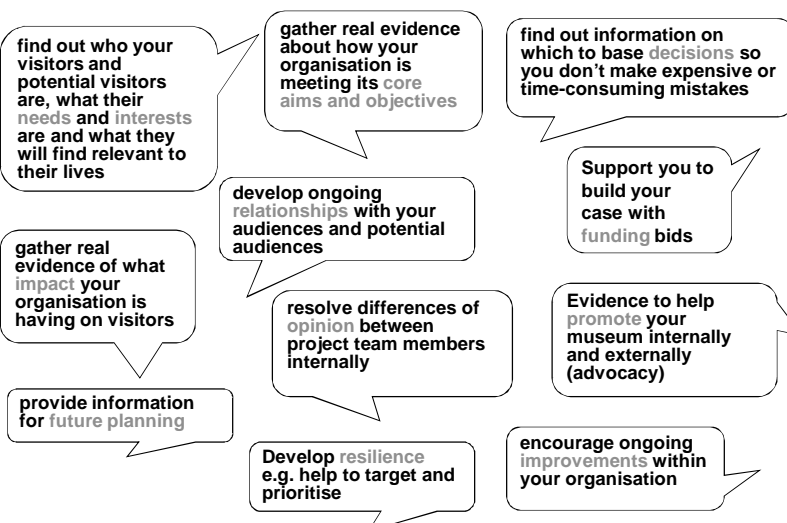 find out who your
visitors and
potential visitors
are, what their
needs and interests
are and what they
will find relevant to
their lives
gather real evidence
about how your
organisation is
meeting its core
aims and objectives
find out information on
which to base decisions so
you don't make expensive or
time-consuming mistakes
Support you to
build your
case with
funding bids
develop ongoing
relationships with your
audiences and potential
audiences
gather real
evidence of what
impact your
organisation is
having on visitors
resolve differences of
opinion between
project team members
internally
Evidence to help
promote your
museum internally
and externally
(advocacy)
provide information
for future planning
Develop resilience
e.g. help to target and
prioritise
encourage ongoing
improvements within
your organisation